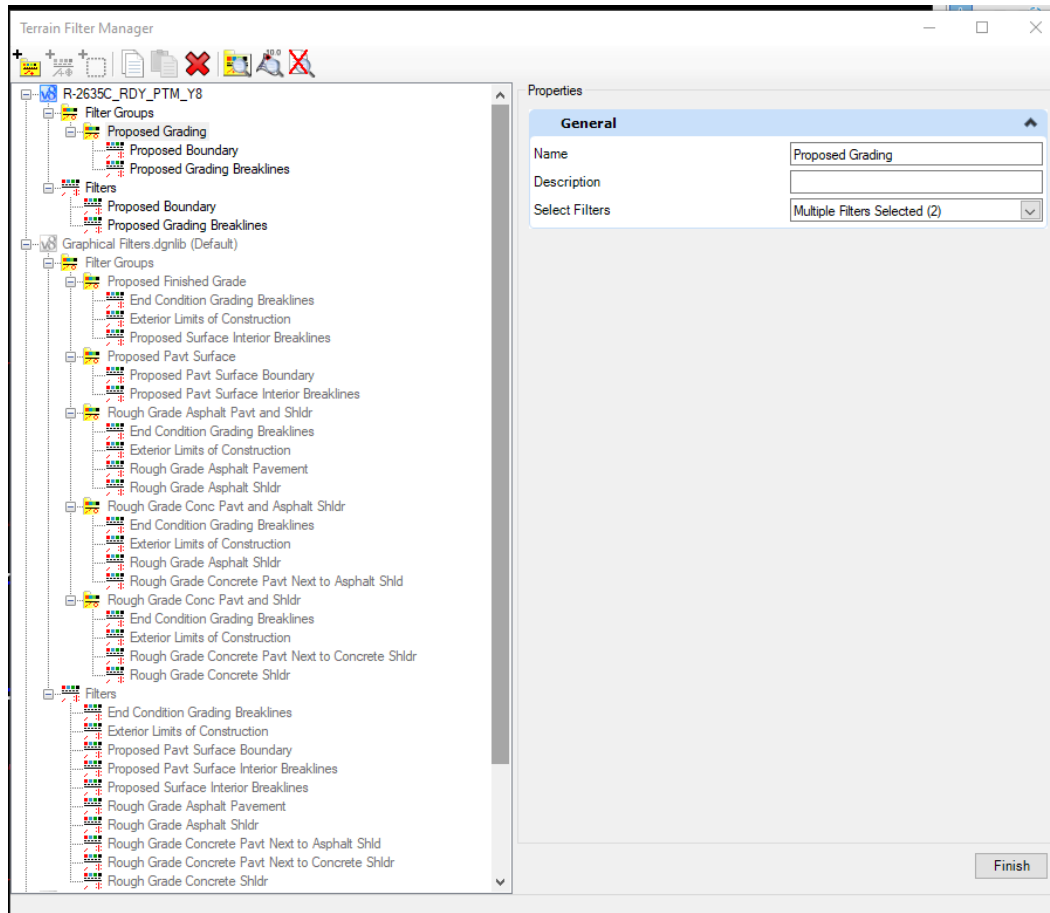 Terrain Filter Manager
10.0
R-2635C_RDY_PTM_Y8
Filter Groups
Proposed Grading
Proposed Boundary
Proposed Grading Breaklines
Filters
Proposed Boundary
Proposed Grading Breaklines
Graphical Filters.dgnlib (Default)
Filter Groups
Proposed Finished Grade
End Condition Grading Breaklines
Exterior Limits of Construction
Proposed Surface Interior Breaklines
Proposed Pavt Surface
Proposed Pavt Surface Boundary
Proposed Pavt Surface Interior Breaklines
Rough Grade Asphalt Pavt and Shldr
End Condition Grading Breaklines
Exterior Limits of Construction
Rough Grade Asphalt Pavement
Rough Grade Asphalt Shldr
Rough Grade Conc Pavt and Asphalt Shldr
End Condition Grading Breaklines
Exterior Limits of Construction
Rough Grade Asphalt Shldr
Rough Grade Concrete Pavt Next to Asphalt Shld
Rough Grade Conc Pavt and Shldr
End Condition Grading Breaklines
Exterior Limits of Construction
Rough Grade Concrete Pavt Next to Concrete Shldr
Rough Grade Concrete Shldr
Filters
End Condition Grading Breaklines
Exterior Limits of Construction
Proposed Pavt Surface Boundary
Proposed Pavt Surface Interior Breaklines
Proposed Surface Interior Breaklines
Rough Grade Asphalt Pavement
Rough Grade Asphalt Shldr
Rough Grade Concrete Pavt Next to Asphalt Shld
Rough Grade Concrete Pavt Next to Concrete Shldr
Rough Grade Concrete Shldr
Properties
General
Name Proposed Grading
Description
Select Filters Multiple Filters Selected (2)
Finish